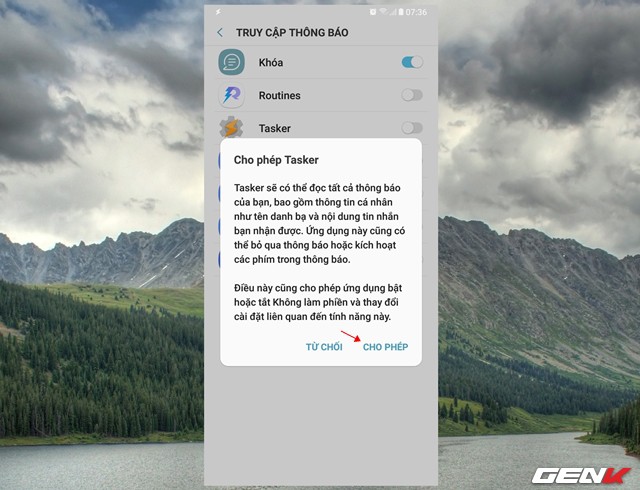 07:36
TRUY CẬP THÔNG BÁO
Khóa
Routines
Tasker
Cho phép Tasker
Tasker sẽ có thể đọc tất cả thông báo
của bạn, bao gồm thông tin cá nhân
như tên danh bạ và nội dung tin nhắn
bạn nhận được. Ứng dụng này cũng có
thể bỏ qua thông báo hoặc kích hoạt
các phím trong thông báo.
Điều này cũng cho phép ứng dụng bật
hoặc tắt Không làm phiền và thay đổi
cài đặt liên quan đến tính năng này.
TỪ CHỐI CHO PHÉP
GENK